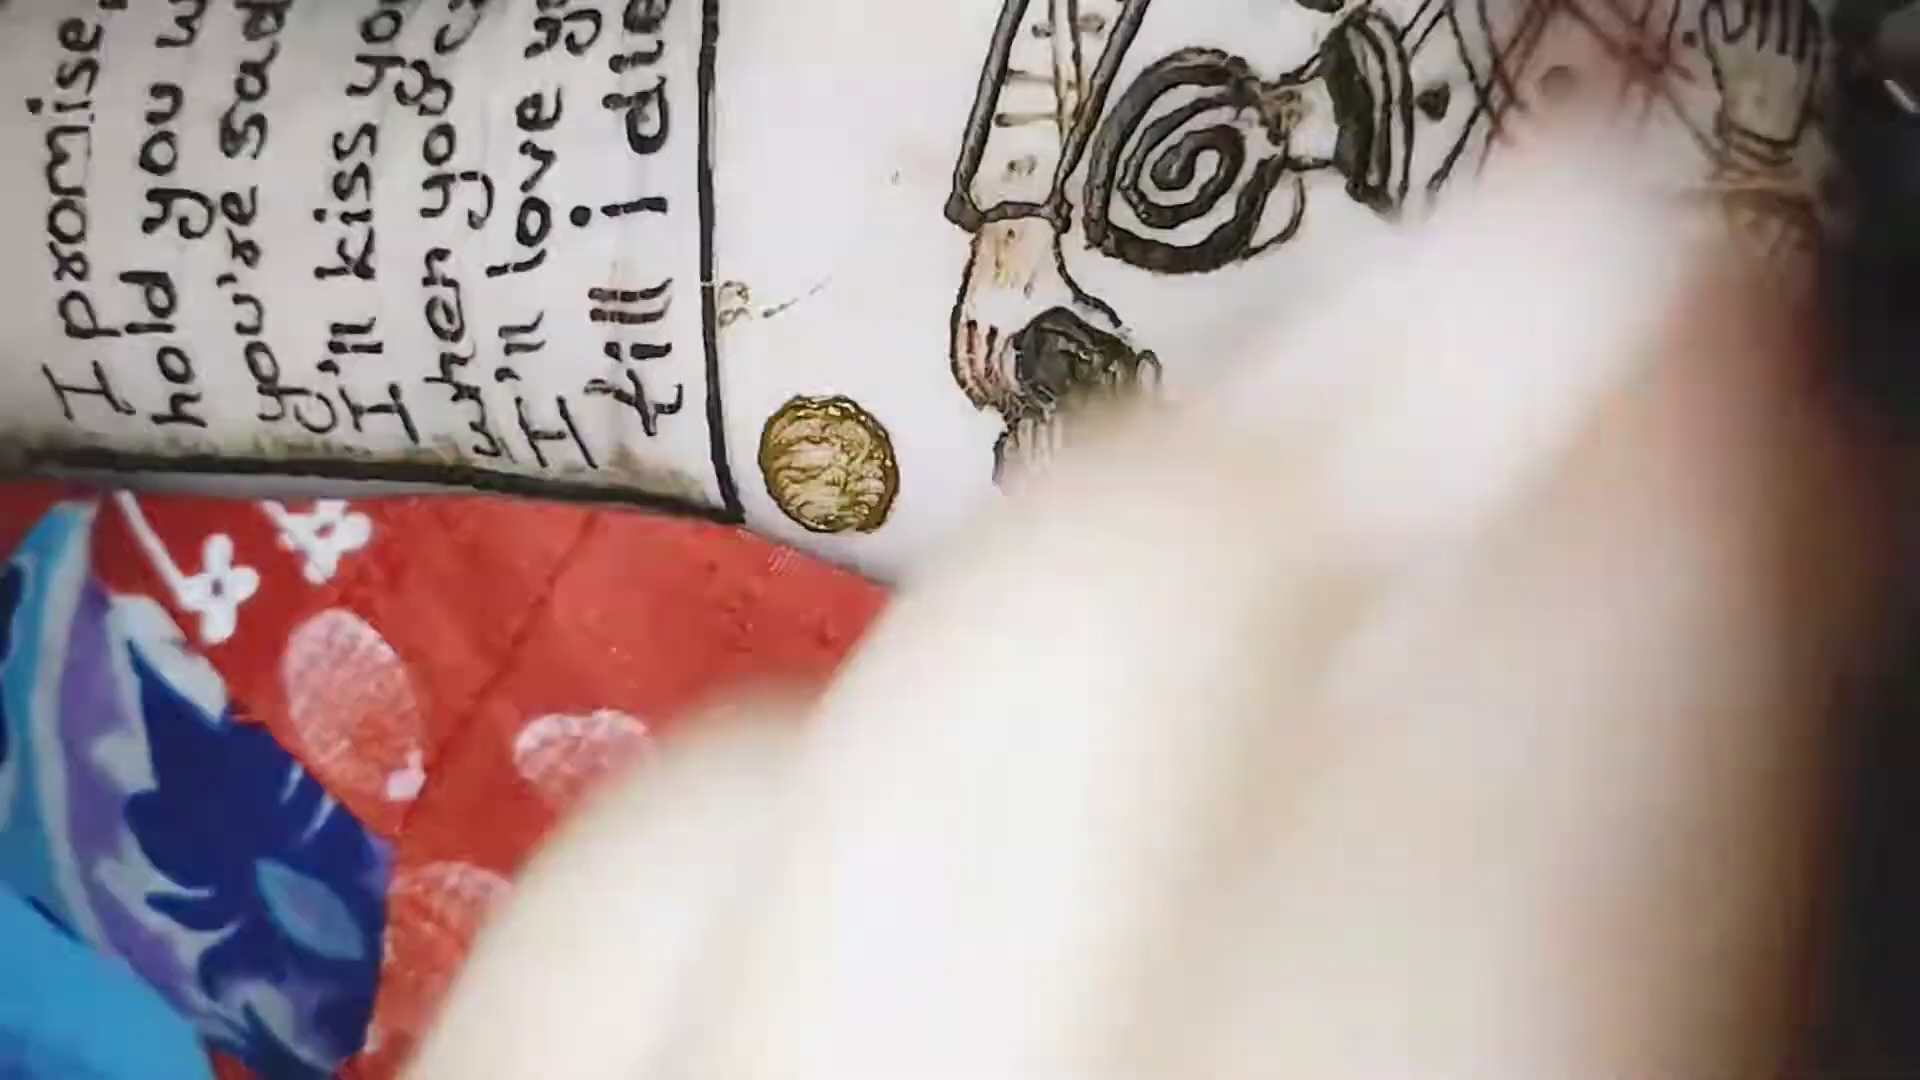 I promise,
hold you w
you're sad
I'll kiss yo
when you c
I'll love y
till i die